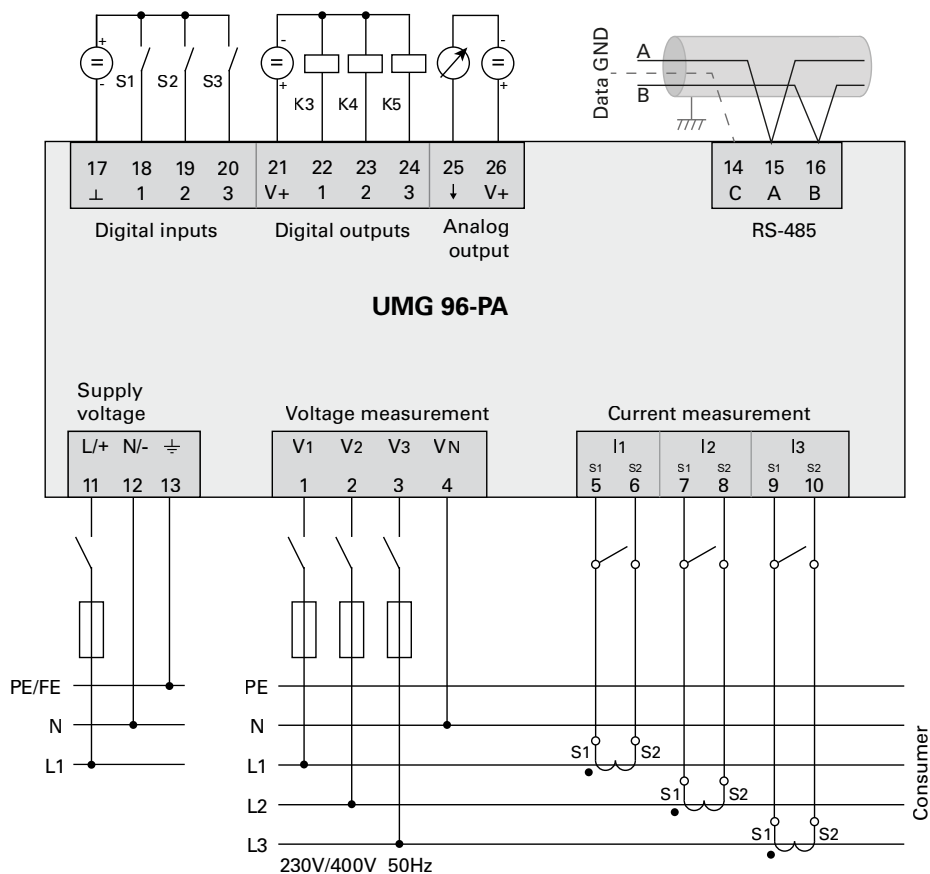 + - +
= S1 S2 S3 = K3 K4 K5 =
- + -
+
Data GND
A
B
17 18 19 20 21 22 23 24 25 26
⊥ 1 2 3 V+ 1 2 3 ↓ V+
14 15 16
C A B
Digital inputs
Digital outputs
Analog
output
RS-485
UMG 96-PA
Supply
voltage
Voltage measurement
Current measurement
L/+ N/- ⏚
V1 V2 V3 VN
I1 I2 I3
S1 S2 S1 S2 S1 S2
11 12 13
1 2 3 4
5 6 7 8 9 10
PE/FE
N
L1
PE
N
L1
L2
L3
230V/400V 50Hz
S1 S2
S1 S2
S1 S2
Consumer